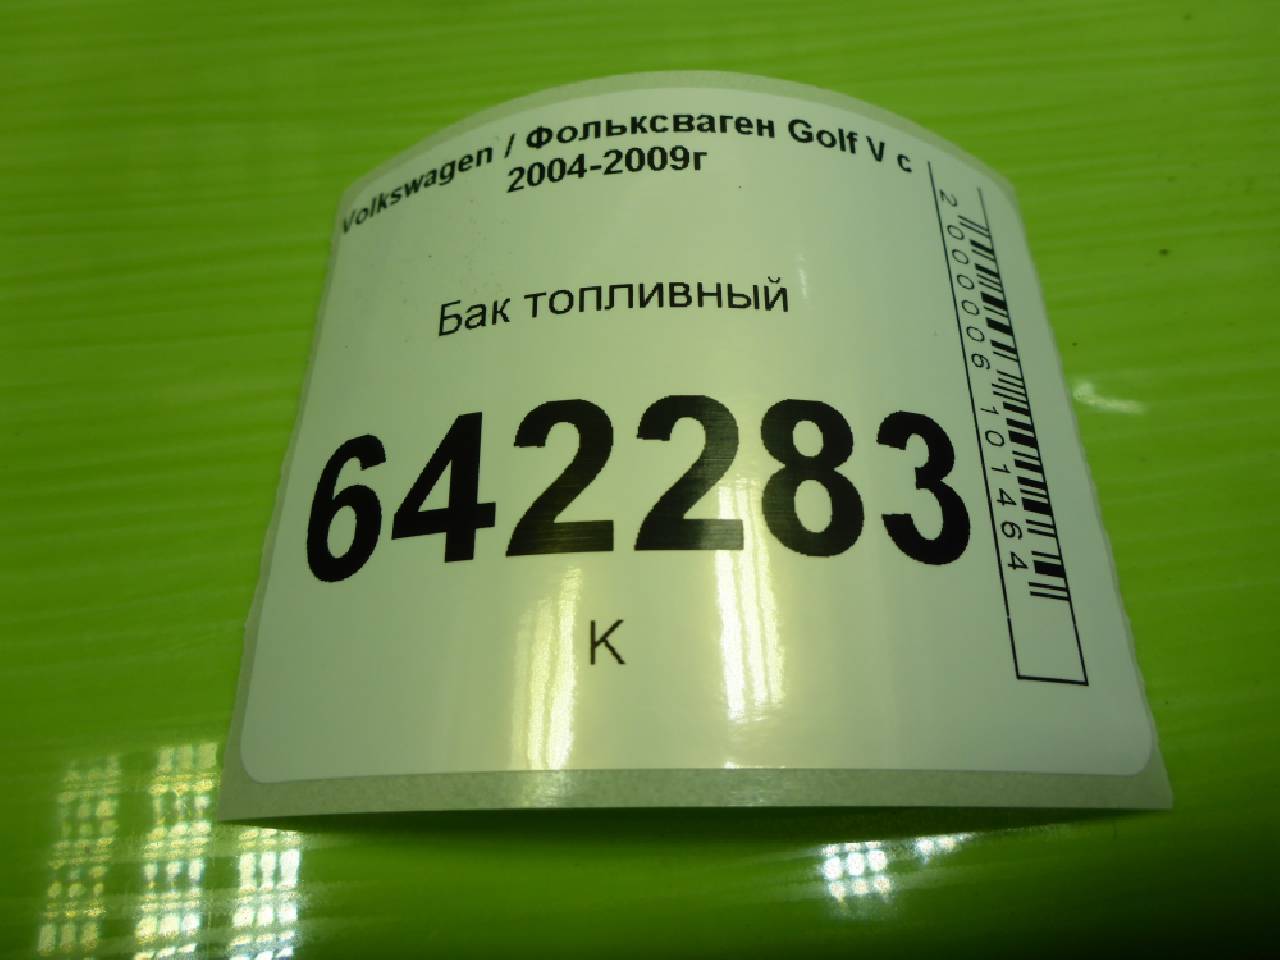 Volkswagen / Фольксваген Golf V с
2004-2009г
Бак топливный
642283
К
2000006101464